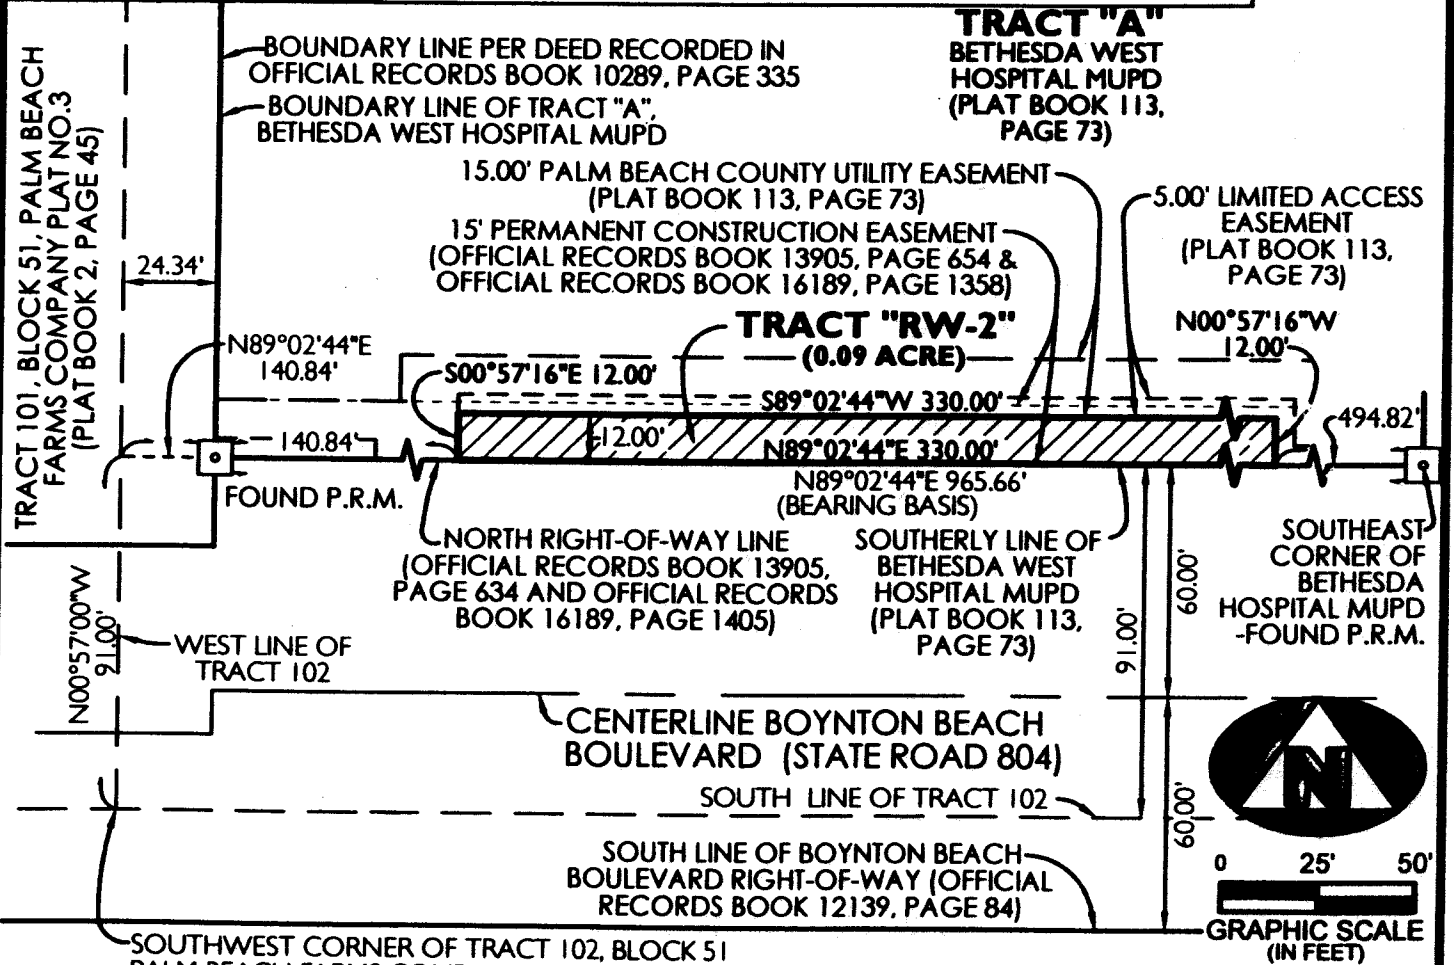 TRACT "A"
BETHESDA WEST
HOSPITAL MUPD
(PLAT BOOK 113,
PAGE 73)
BOUNDARY LINE PER DEED RECORDED IN
OFFICIAL RECORDS BOOK 10289, PAGE 335
BOUNDARY LINE OF TRACT "A",
BETHESDA WEST HOSPITAL MUPD
TRACT 101, BLOCK 51, PALM BEACH
FARMS COMPANY PLAT NO.3
(PLAT BOOK 2, PAGE 45)
15.00' PALM BEACH COUNTY UTILITY EASEMENT
(PLAT BOOK 113, PAGE 73)
15' PERMANENT CONSTRUCTION EASEMENT
(OFFICIAL RECORDS BOOK 13905, PAGE 654 &
OFFICIAL RECORDS BOOK 16189, PAGE 1358)
5.00' LIMITED ACCESS
EASEMENT
(PLAT BOOK 113,
PAGE 73)
24.34'
TRACT "RW-2"
(0.09 ACRE)
N00°57'16"W
12.00'
N89°02'44"E
140.84'
S00°57'16"E 12.00'
S89°02'44"W 330.00'
494.82'
140.84'
12.00'
N89°02'44"E 330.00'
N89°02'44"E 965.66'
(BEARING BASIS)
FOUND P.R.M.
NORTH RIGHT-OF-WAY LINE
(OFFICIAL RECORDS BOOK 13905,
PAGE 634 AND OFFICIAL RECORDS
BOOK 16189, PAGE 1405)
SOUTHERLY LINE OF
BETHESDA WEST
HOSPITAL MUPD
(PLAT BOOK 113,
PAGE 73)
SOUTHEAST
CORNER OF
BETHESDA
HOSPITAL MUPD
-FOUND P.R.M.
60.00'
91.00'
N00°57'00"W
91.00'
WEST LINE OF
TRACT 102
CENTERLINE BOYNTON BEACH
BOULEVARD (STATE ROAD 804)
N
SOUTH LINE OF TRACT 102
60.00'
SOUTH LINE OF BOYNTON BEACH
BOULEVARD RIGHT-OF-WAY (OFFICIAL
RECORDS BOOK 12139, PAGE 84)
0 25' 50'
GRAPHIC SCALE
(IN FEET)
SOUTHWEST CORNER OF TRACT 102, BLOCK 51